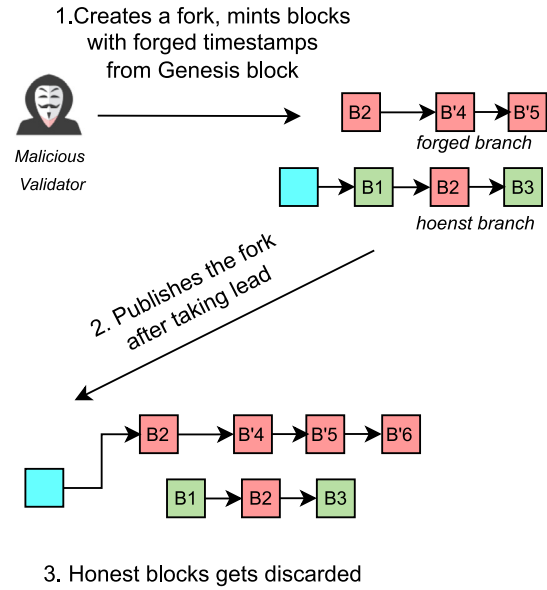 1.Creates a fork, mints blocks
with forged timestamps
from Genesis block
Malicious
Validator
B2 B'4 B'5
forged branch
B1 B2 B3
hoenst branch
2. Publishes the fork
after taking lead
B2 B'4 B'5 B'6
B1 B2 B3
3. Honest blocks gets discarded